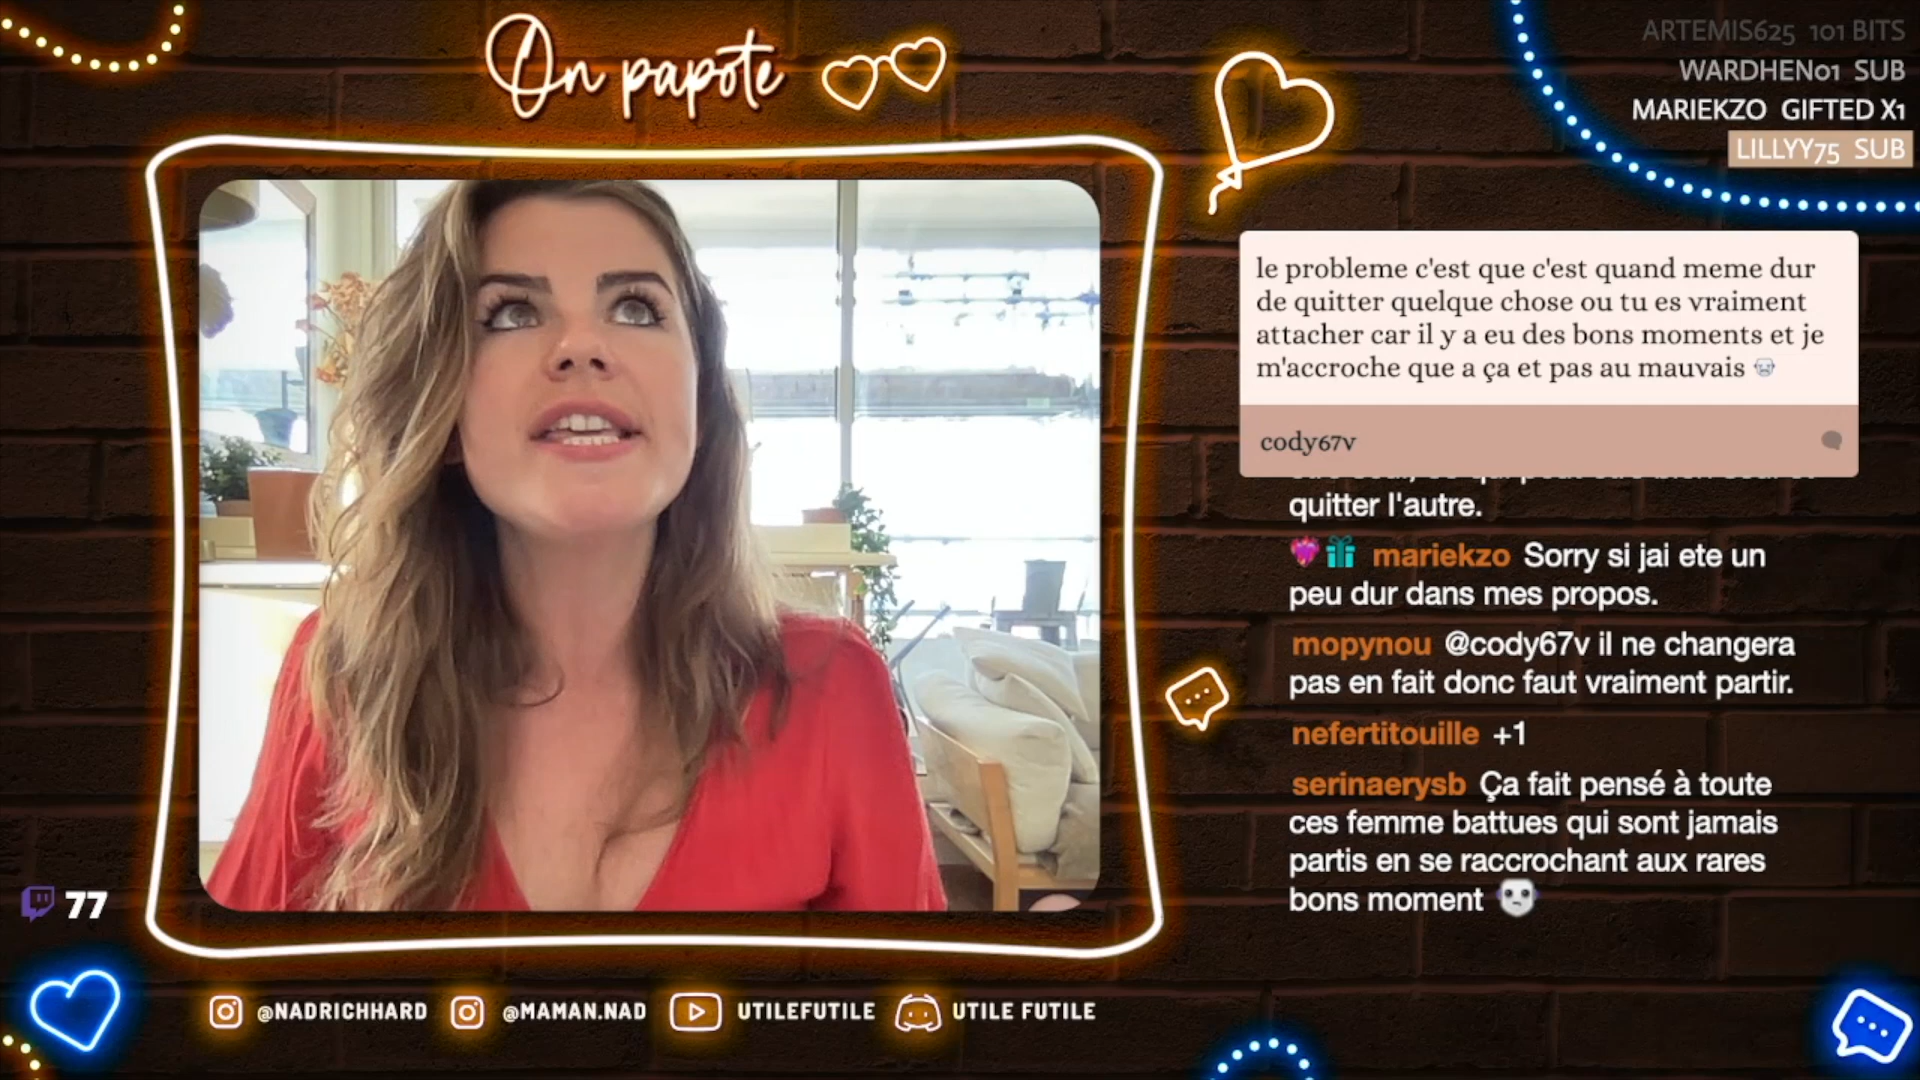 On papote
ARTEMIS625 101 BITS
WARDHEN01 SUB
MARIEKZO GIFTED X1
LILLYY75 SUB
le probleme c'est que c'est quand meme dur
de quitter quelque chose ou tu es vraiment
attacher car il y a eu des bons moments et je
m'accroche que a ça et pas au mauvais
cody67v
quitter l'autre.
mariekzo Sorry si jai ete un
peu dur dans mes propos.
mopynou @cody67v il ne changera
pas en fait donc faut vraiment partir.
nefertitouille +1
serinaerysb Ça fait pensé à toute
ces femme battues qui sont jamais
partis en se raccrochant aux rares
bons moment
77
@NADRICHHARD @MAMAN.NAD UTILEFUTILE UTILE FUTILE